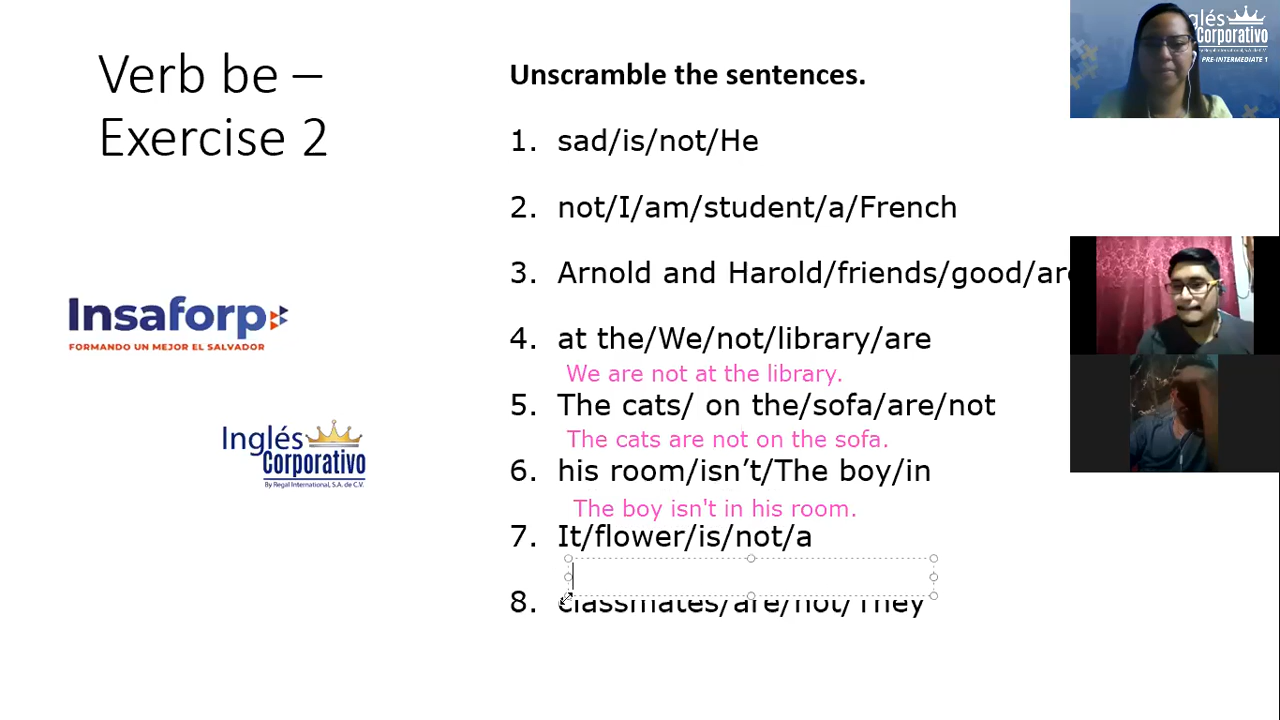 Verb be –
Exercise 2
Insaforp
FORMANDO UN MEJOR EL SALVADOR
Inglés
Corporativo
By Regal International, S.A. de C.V.
Unscramble the sentences.
1. sad/is/not/He
2. not/I/am/student/a/French
3. Arnold and Harold/friends/good/are
4. at the/We/not/library/are
We are not at the library.
5. The cats/ on the/sofa/are/not
The cats are not on the sofa.
6. his room/isn’t/The boy/in
The boy isn't in his room.
7. It/flower/is/not/a
8. classmates/are/not/They
glés
Corporativo
PRE-INTERMEDIATE 1